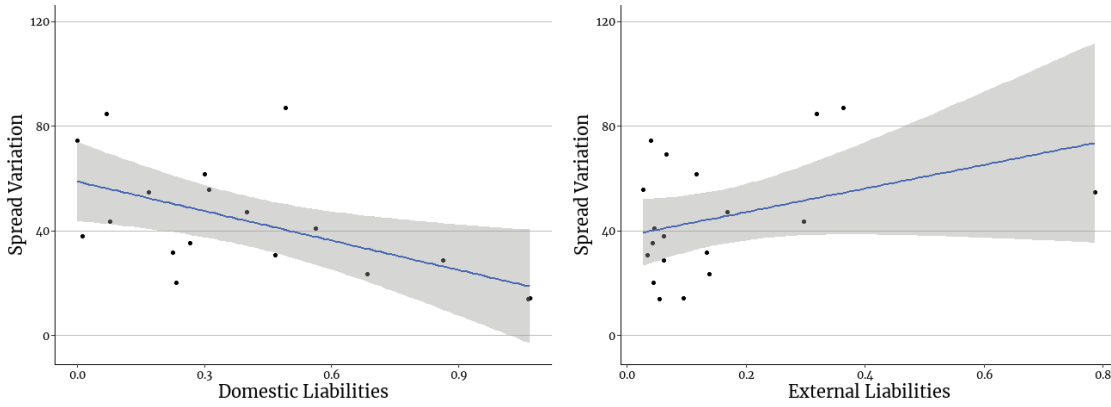 120
80
40
0
Spread Variation
0.0 0.3 0.6 0.9
Domestic Liabilities
120
80
40
0
Spread Variation
0.0 0.2 0.4 0.6 0.8
External Liabilities